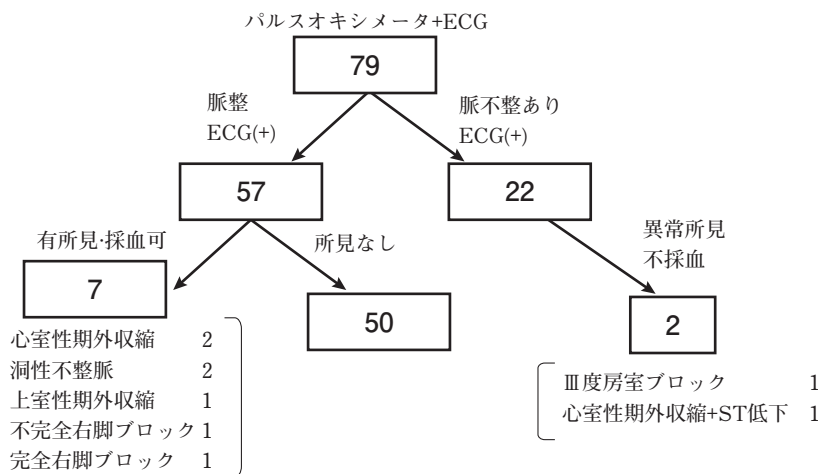 パルスオキシメータ+ECG
79
脈整
ECG(+)
脈不整あり
ECG(+)
57
22
有所見·採血可
所見なし
異常所見
不採血
7
50
2
心室性期外収縮 2
洞性不整脈 2
上室性期外収縮 1
不完全右脚ブロック 1
完全右脚ブロック 1
Ⅲ度房室ブロック 1
心室性期外収縮+ST低下 1